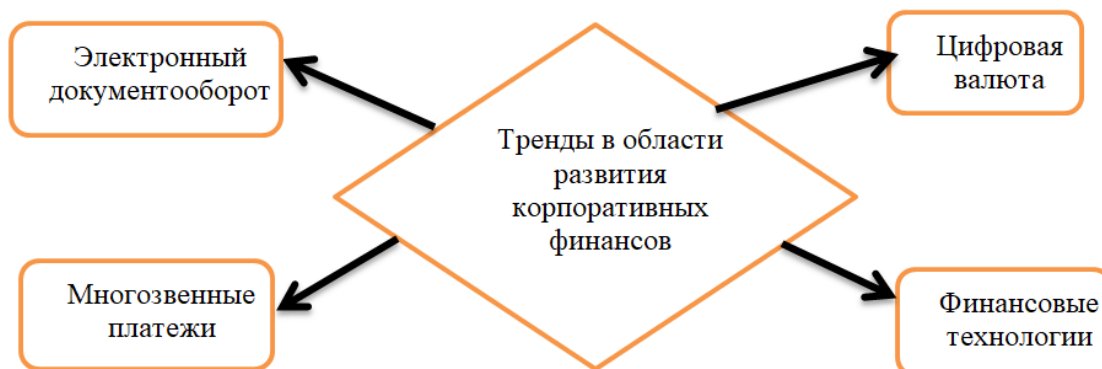 Электронный
документооборот
Цифровая
валюта
Тренды в области
развития
корпоративных
финансов
Многозвенные
платежи
Финансовые
технологии